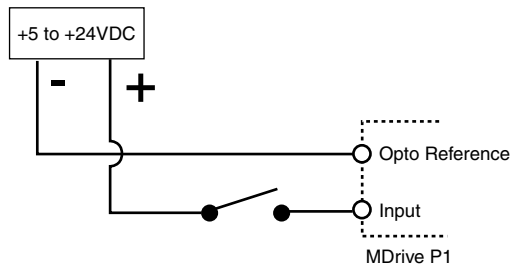 +5 to +24VDC
- +
Opto Reference
Input
MDrive P1